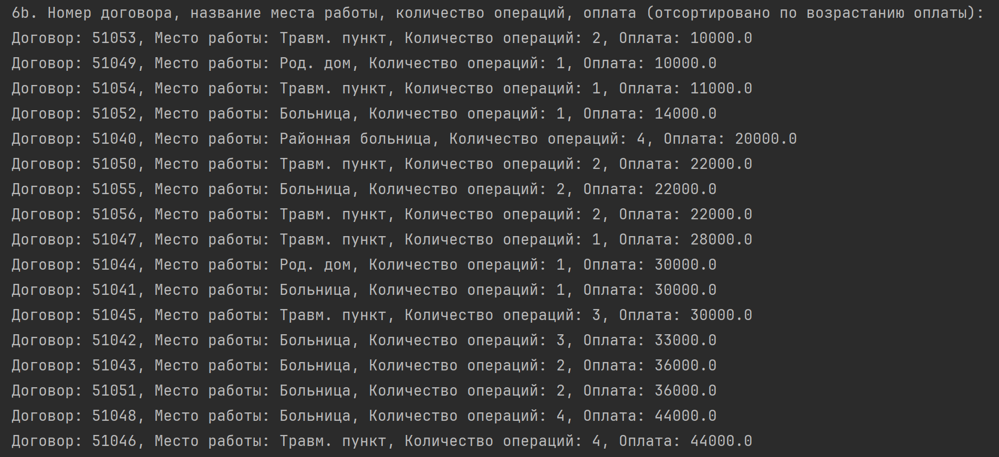 6b. Номер договора, название места работы, количество операций, оплата (отсортировано по возрастанию оплаты):
Договор: 51053, Место работы: Травм. пункт, Количество операций: 2, Оплата: 10000.0
Договор: 51049, Место работы: Род. дом, Количество операций: 1, Оплата: 10000.0
Договор: 51054, Место работы: Травм. пункт, Количество операций: 1, Оплата: 11000.0
Договор: 51052, Место работы: Больница, Количество операций: 1, Оплата: 14000.0
Договор: 51040, Место работы: Районная больница, Количество операций: 4, Оплата: 20000.0
Договор: 51050, Место работы: Травм. пункт, Количество операций: 2, Оплата: 22000.0
Договор: 51055, Место работы: Больница, Количество операций: 2, Оплата: 22000.0
Договор: 51056, Место работы: Травм. пункт, Количество операций: 2, Оплата: 22000.0
Договор: 51047, Место работы: Травм. пункт, Количество операций: 1, Оплата: 28000.0
Договор: 51044, Место работы: Род. дом, Количество операций: 1, Оплата: 30000.0
Договор: 51041, Место работы: Больница, Количество операций: 1, Оплата: 30000.0
Договор: 51045, Место работы: Травм. пункт, Количество операций: 3, Оплата: 30000.0
Договор: 51042, Место работы: Больница, Количество операций: 3, Оплата: 33000.0
Договор: 51043, Место работы: Больница, Количество операций: 2, Оплата: 36000.0
Договор: 51051, Место работы: Больница, Количество операций: 2, Оплата: 36000.0
Договор: 51048, Место работы: Больница, Количество операций: 4, Оплата: 44000.0
Договор: 51046, Место работы: Травм. пункт, Количество операций: 4, Оплата: 44000.0